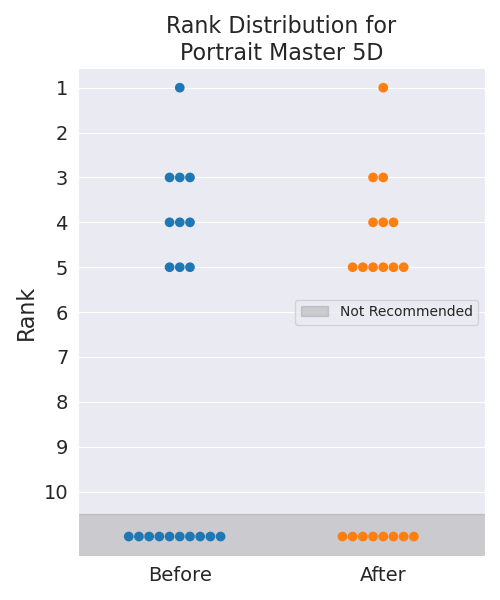 Rank Distribution for
Portrait Master 5D
1
2
3
4
5
6
7
8
9
10
Rank
Not Recommended
Before
After